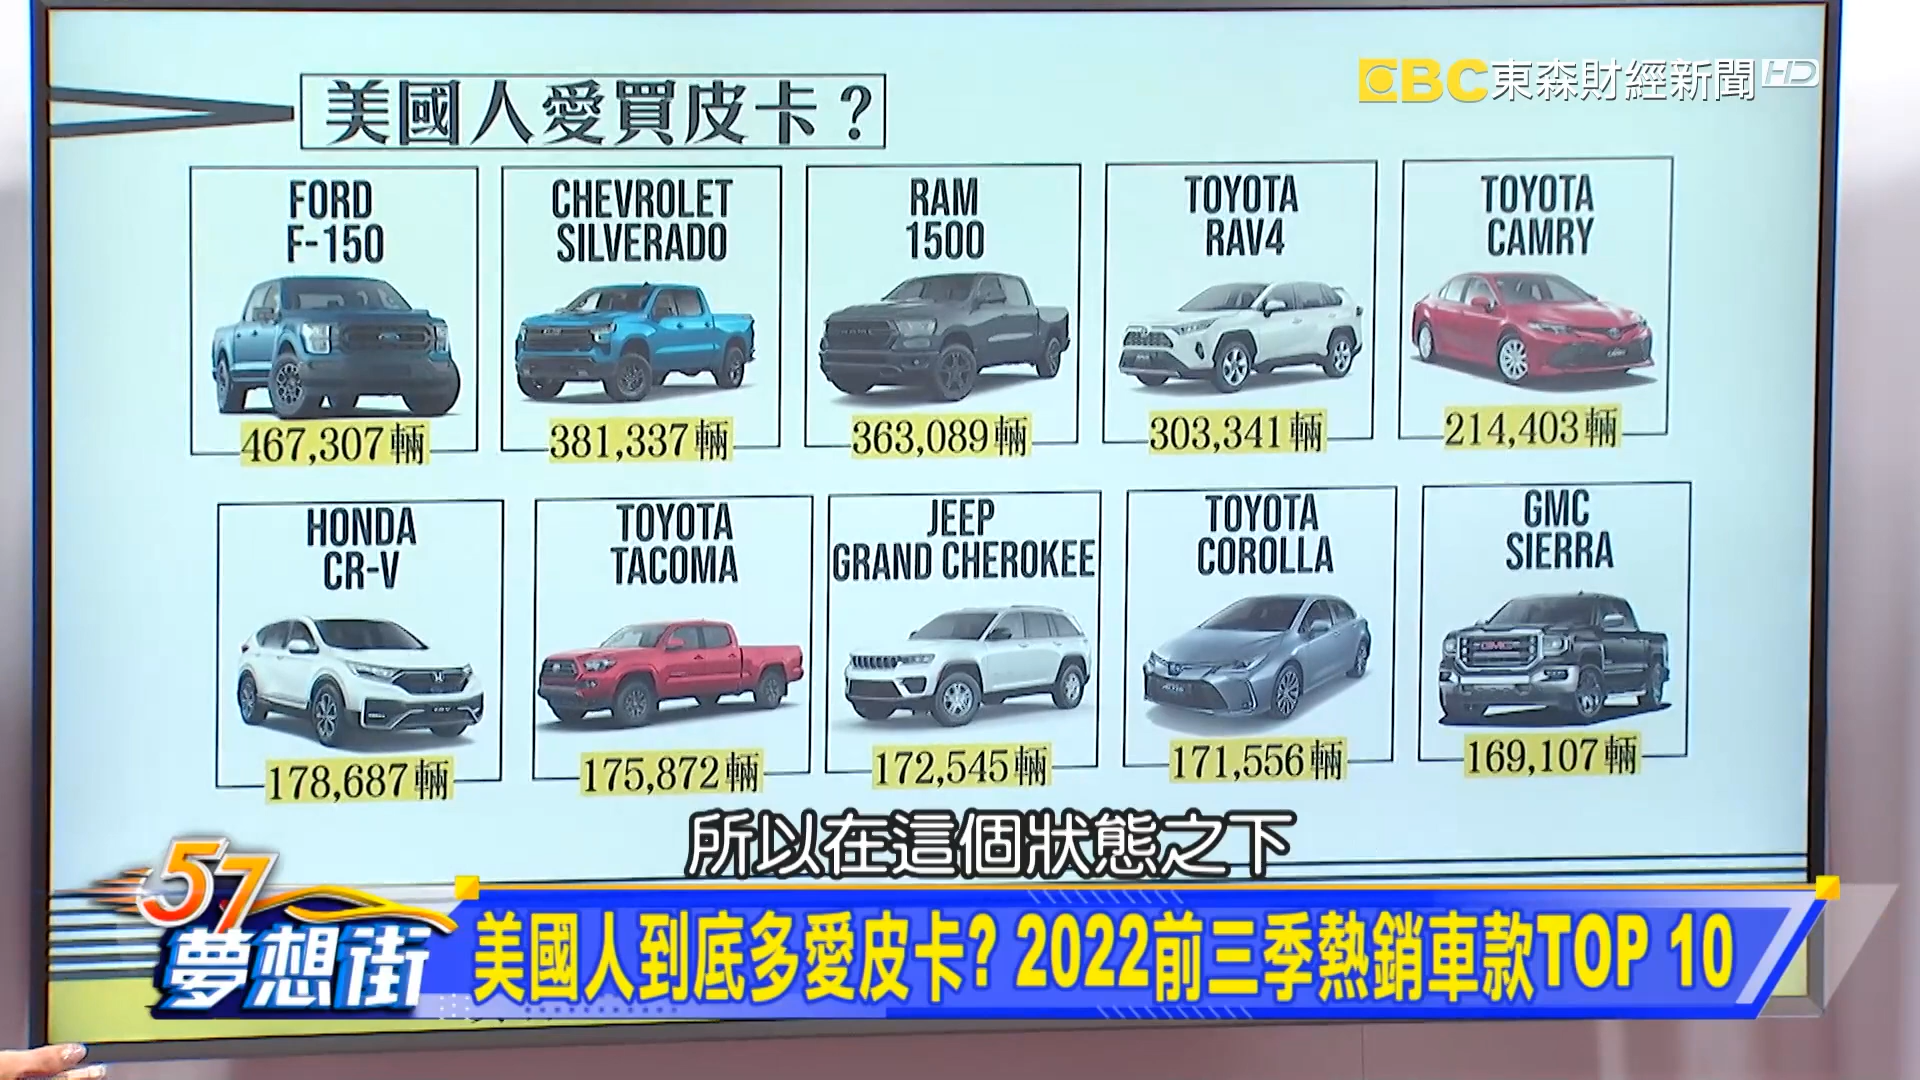 EBC東森財經新聞HD
美國人愛買皮卡？
FORD
F-150
467,307輛
CHEVROLET
SILVERADO
381,337輛
RAM
1500
363,089輛
TOYOTA
RAV4
303,341輛
TOYOTA
CAMRY
214,403輛
HONDA
CR-V
178,687輛
TOYOTA
TACOMA
175,872輛
JEEP
GRAND CHEROKEE
172,545輛
TOYOTA
COROLLA
171,556輛
GMC
SIERRA
169,107輛
所以在這個狀態之下
57
夢想街
美國人到底多愛皮卡? 2022前三季熱銷車款TOP 10